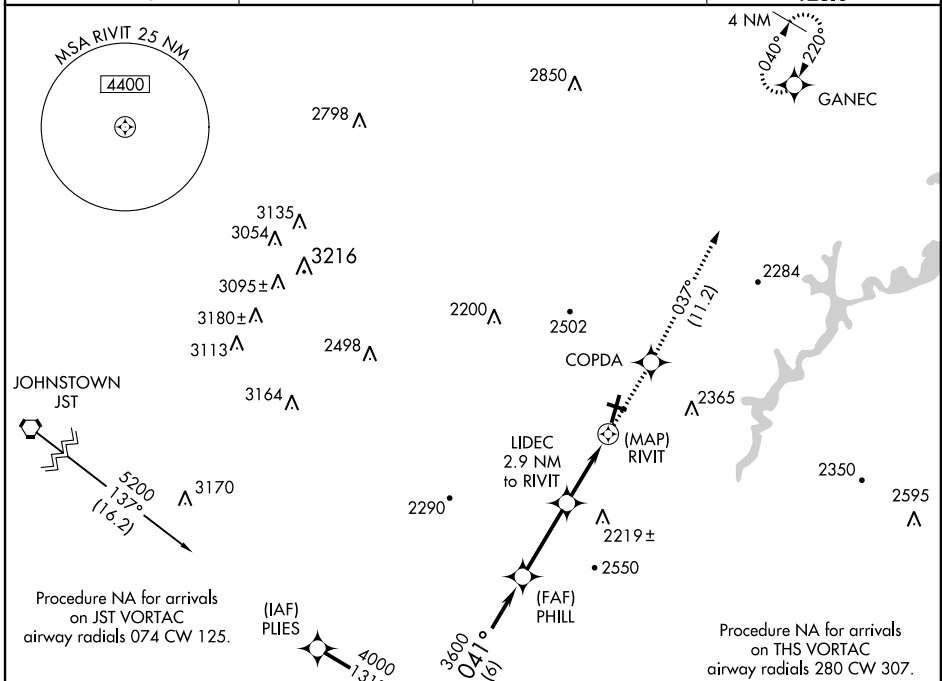 MSA RIVIT 25 NM
4400
4 NM
040°
220°
GANEC
2850
2798
3135
3054
3216
3095±
3180±
3113
2498
3164
2200
2502
2284
037°
(11.2)
COPDA
2365
JOHNSTOWN
JST
LIDEC
2.9 NM
to RIVIT
(MAP)
RIVIT
5200
137°
(16.2)
3170
2290
2219±
2350
2595
2550
Procedure NA for arrivals
on JST VORTAC
airway radials 074 CW 125.
(IAF)
PLIES
4000
(FAF)
PHILL
3600
041°
(6)
Procedure NA for arrivals
on THS VORTAC
airway radials 280 CW 307.